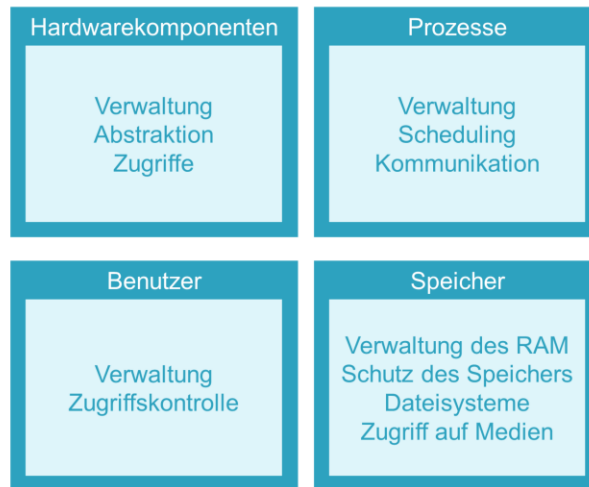 Hardwarekomponenten
Verwaltung
Abstraktion
Zugriffe
Prozesse
Verwaltung
Scheduling
Kommunikation
Benutzer
Verwaltung
Zugriffskontrolle
Speicher
Verwaltung des RAM
Schutz des Speichers
Dateisysteme
Zugriff auf Medien